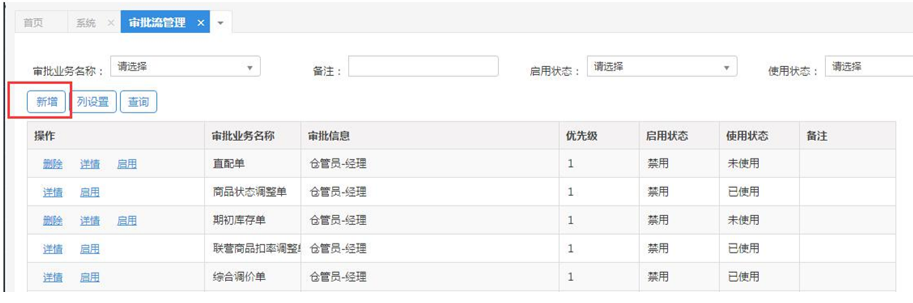 首页 系统 × 审批流管理 ×
审批业务名称： 请选择 备注： 启用状态： 请选择 使用状态： 请选择
新增 列设置 查询
操作 审批业务名称 审批信息 优先级 启用状态 使用状态 备注
删除 详情 启用 直配单 仓管员-经理 1 禁用 未使用
详情 启用 商品状态调整单 仓管员-经理 1 禁用 已使用
删除 详情 启用 期初库存单 仓管员-经理 1 禁用 未使用
详情 启用 联营商品扣率调整 仓管员-经理 1 禁用 已使用
详情 启用 综合调价单 仓管员-经理 1 禁用 已使用